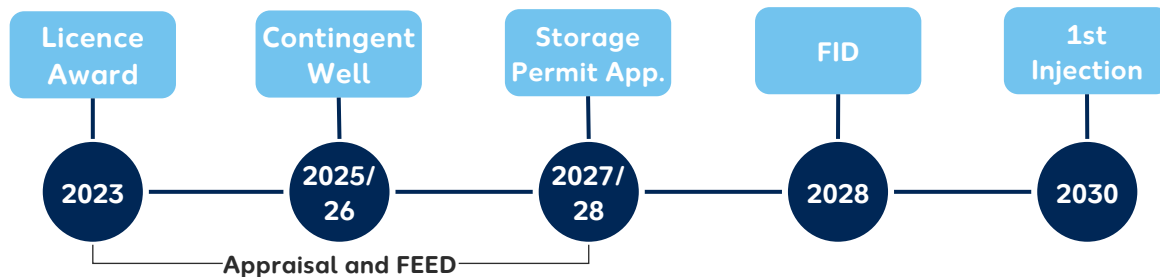 Licence
Award
Contingent
Well
Storage
Permit App.
FID
1st
Injection
2023
2025/
26
2027/
28
2028
2030
Appraisal and FEED